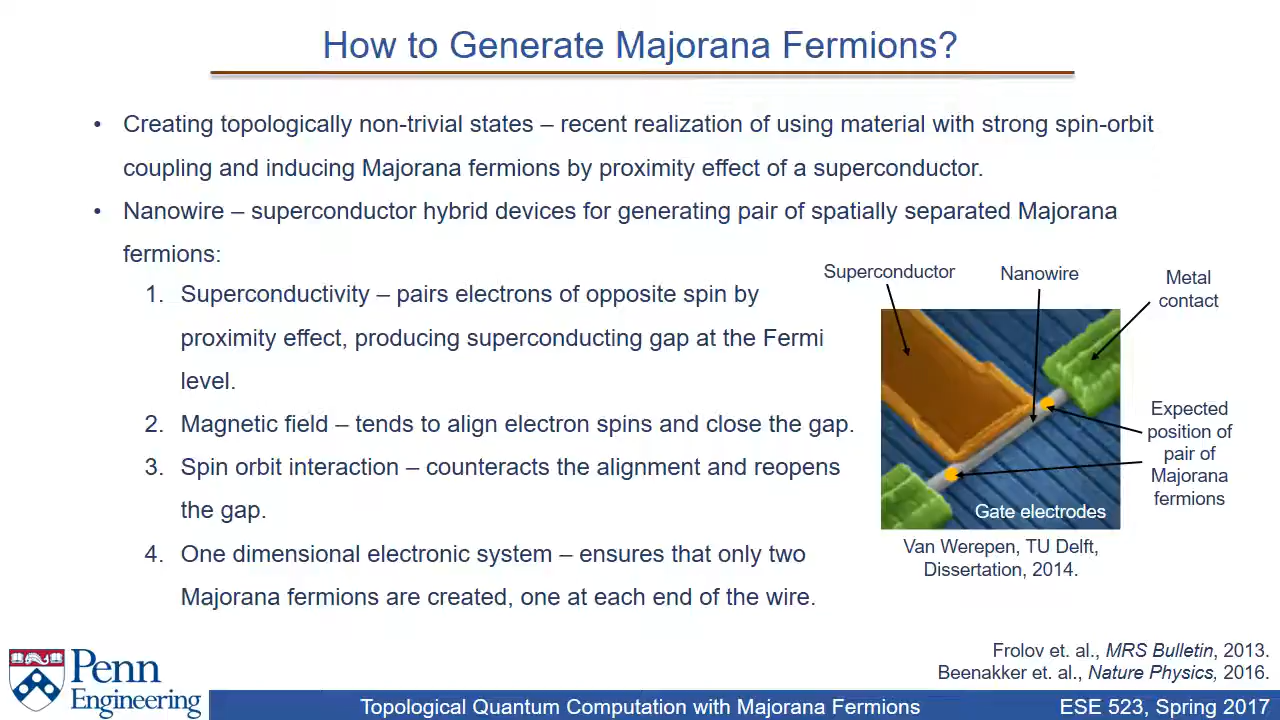 How to Generate Majorana Fermions?
• Creating topologically non-trivial states – recent realization of using material with strong spin-orbit
coupling and inducing Majorana fermions by proximity effect of a superconductor.
• Nanowire – superconductor hybrid devices for generating pair of spatially separated Majorana
fermions:
1. Superconductivity – pairs electrons of opposite spin by
proximity effect, producing superconducting gap at the Fermi
level.
2. Magnetic field – tends to align electron spins and close the gap.
3. Spin orbit interaction – counteracts the alignment and reopens
the gap.
4. One dimensional electronic system – ensures that only two
Majorana fermions are created, one at each end of the wire.
Superconductor
Nanowire
Metal
contact
Expected
position of
pair of
Majorana
fermions
Gate electrodes
Van Werepen, TU Delft,
Dissertation, 2014.
Frolov et. al., MRS Bulletin, 2013.
Beenakker et. al., Nature Physics, 2016.
Penn
Engineering
Topological Quantum Computation with Majorana Fermions
ESE 523, Spring 2017